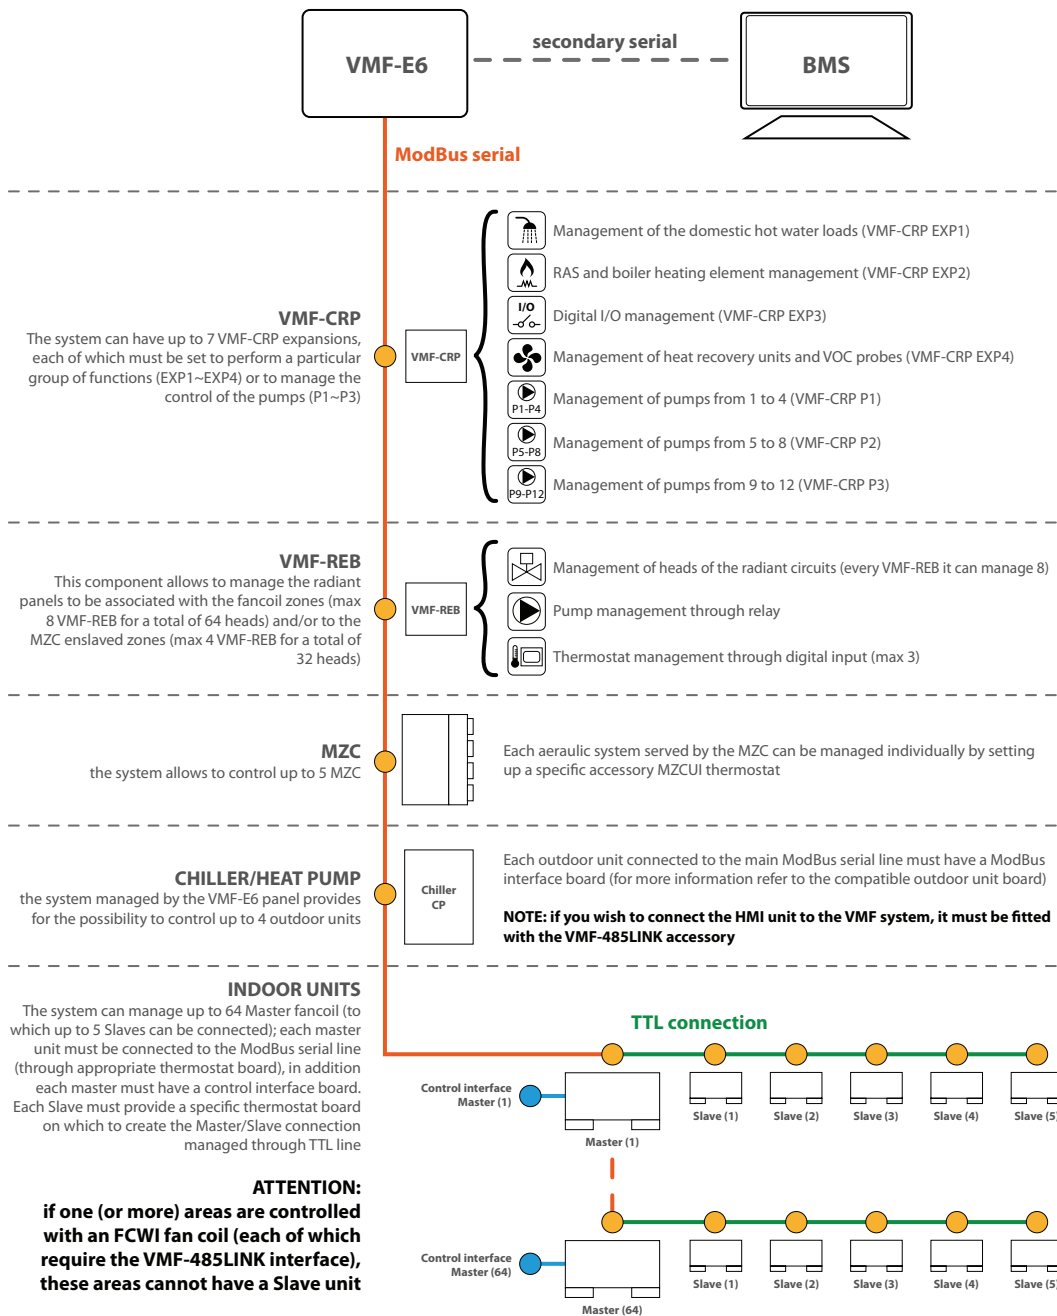 VMF-E6
secondary serial
BMS
ModBus serial
VMF-CRP
The system can have up to 7 VMF-CRP expansions,
each of which must be set to perform a particular
group of functions (EXP1~EXP4) or to manage the
control of the pumps (P1~P3)
VMF-CRP
Management of the domestic hot water loads (VMF-CRP EXP1)
RAS and boiler heating element management (VMF-CRP EXP2)
I/O
Digital I/O management (VMF-CRP EXP3)
Management of heat recovery units and VOC probes (VMF-CRP EXP4)
P1-P4
Management of pumps from 1 to 4 (VMF-CRP P1)
P5-P8
Management of pumps from 5 to 8 (VMF-CRP P2)
P9-P12
Management of pumps from 9 to 12 (VMF-CRP P3)
VMF-REB
This component allows to manage the radiant
panels to be associated with the fancoil zones (max
8 VMF-REB for a total of 64 heads) and/or to the
MZC enslaved zones (max 4 VMF-REB for a total of
32 heads)
VMF-REB
Management of heads of the radiant circuits (every VMF-REB it can manage 8)
Pump management through relay
Thermostat management through digital input (max 3)
MZC
the system allows to control up to 5 MZC
Each aeraulic system served by the MZC can be managed individually by setting
up a specific accessory MZCUI thermostat
CHILLER/HEAT PUMP
the system managed by the VMF-E6 panel provides
for the possibility to control up to 4 outdoor units
Chiller
CP
Each outdoor unit connected to the main ModBus serial line must have a ModBus
interface board (for more information refer to the compatible outdoor unit board)
NOTE: if you wish to connect the HMI unit to the VMF system, it must be fitted
with the VMF-485LINK accessory
INDOOR UNITS
The system can manage up to 64 Master fancoil (to
which up to 5 Slaves can be connected); each master
unit must be connected to the ModBus serial line
(through appropriate thermostat board), in addition
each master must have a control interface board.
Each Slave must provide a specific thermostat board
on which to create the Master/Slave connection
managed through TTL line
ATTENTION:
if one (or more) areas are controlled
with an FCWI fan coil (each of which
require the VMF-485LINK interface),
these areas cannot have a Slave unit
TTL connection
Control interface
Master (1)
Master (1)
Slave (1)
Slave (2)
Slave (3)
Slave (4)
Slave (5)
Control interface
Master (64)
Master (64)
Slave (1)
Slave (2)
Slave (3)
Slave (4)
Slave (5)